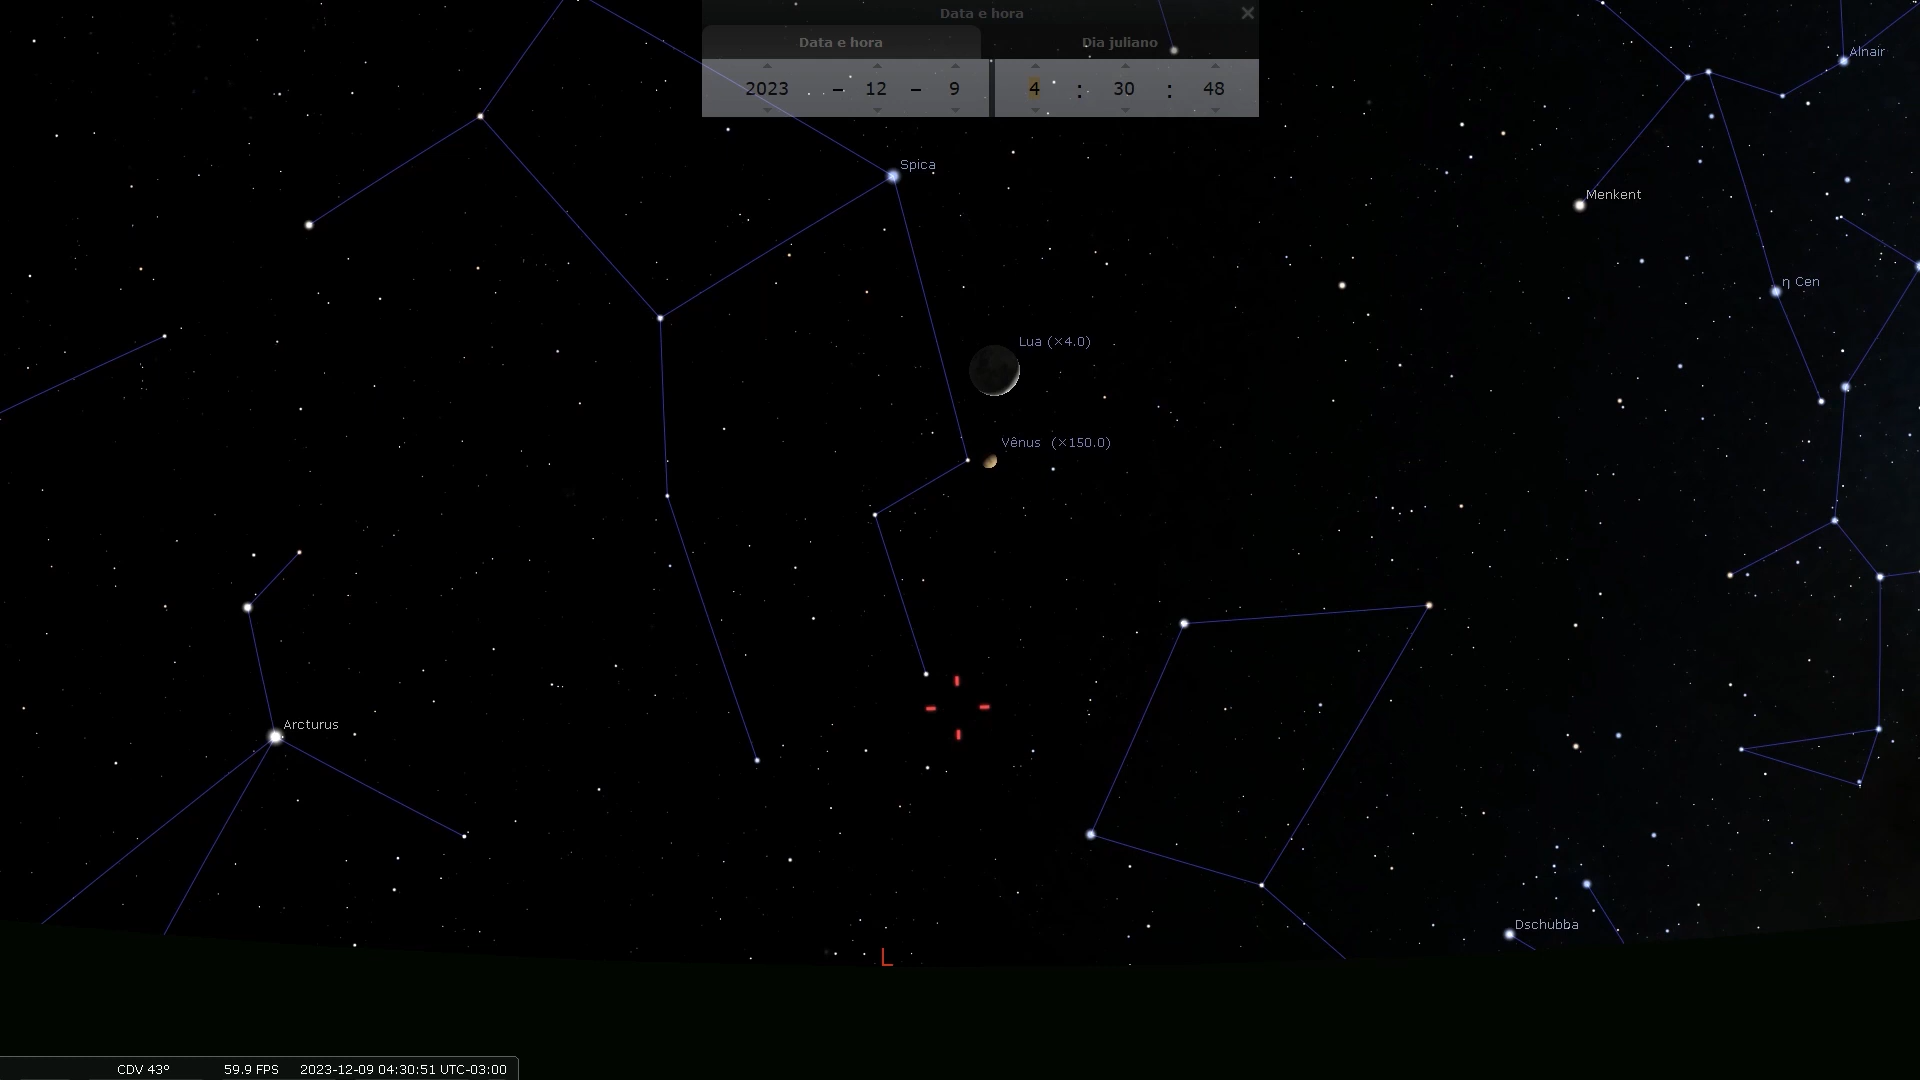 Data e hora
Data e hora
Dia juliano
2023 - 12 - 9 4 : 30 : 48
Alnair
Spica
Menkent
η Cen
Lua (×4.0)
Vênus (×150.0)
Arcturus
Dschubba
L
CDV 43° 59.9 FPS 2023-12-09 04:30:51 UTC-03:00